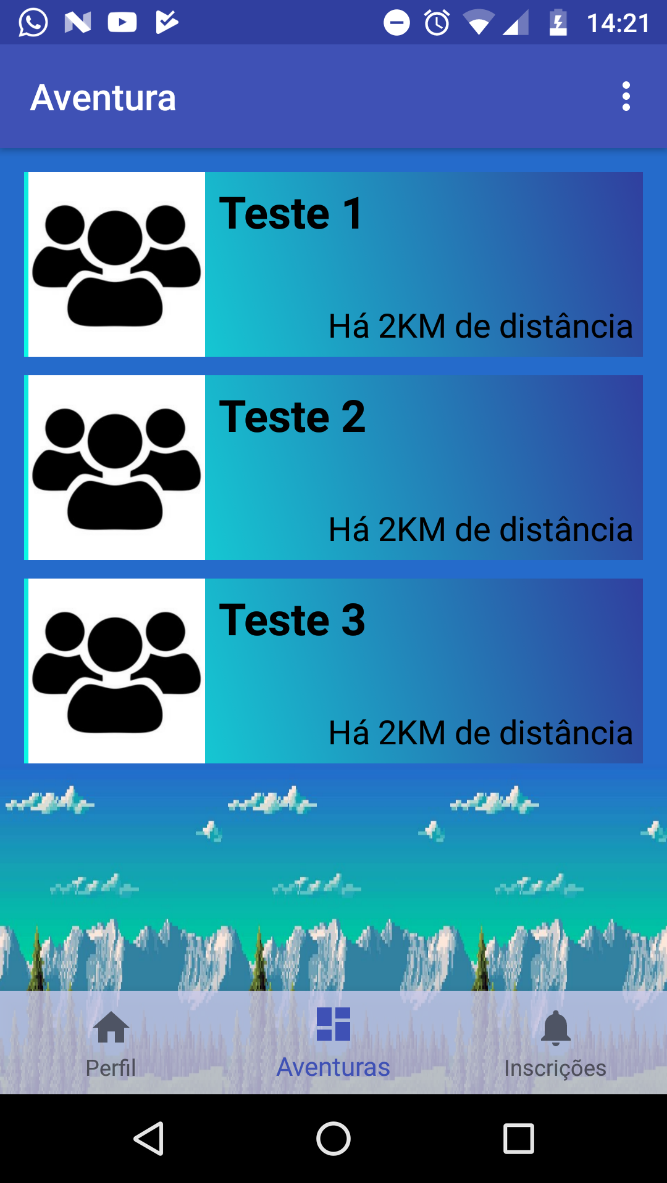 14:21
Aventura
Teste 1
Há 2KM de distância
Teste 2
Há 2KM de distância
Teste 3
Há 2KM de distância
Perfil
Aventuras
Inscrições